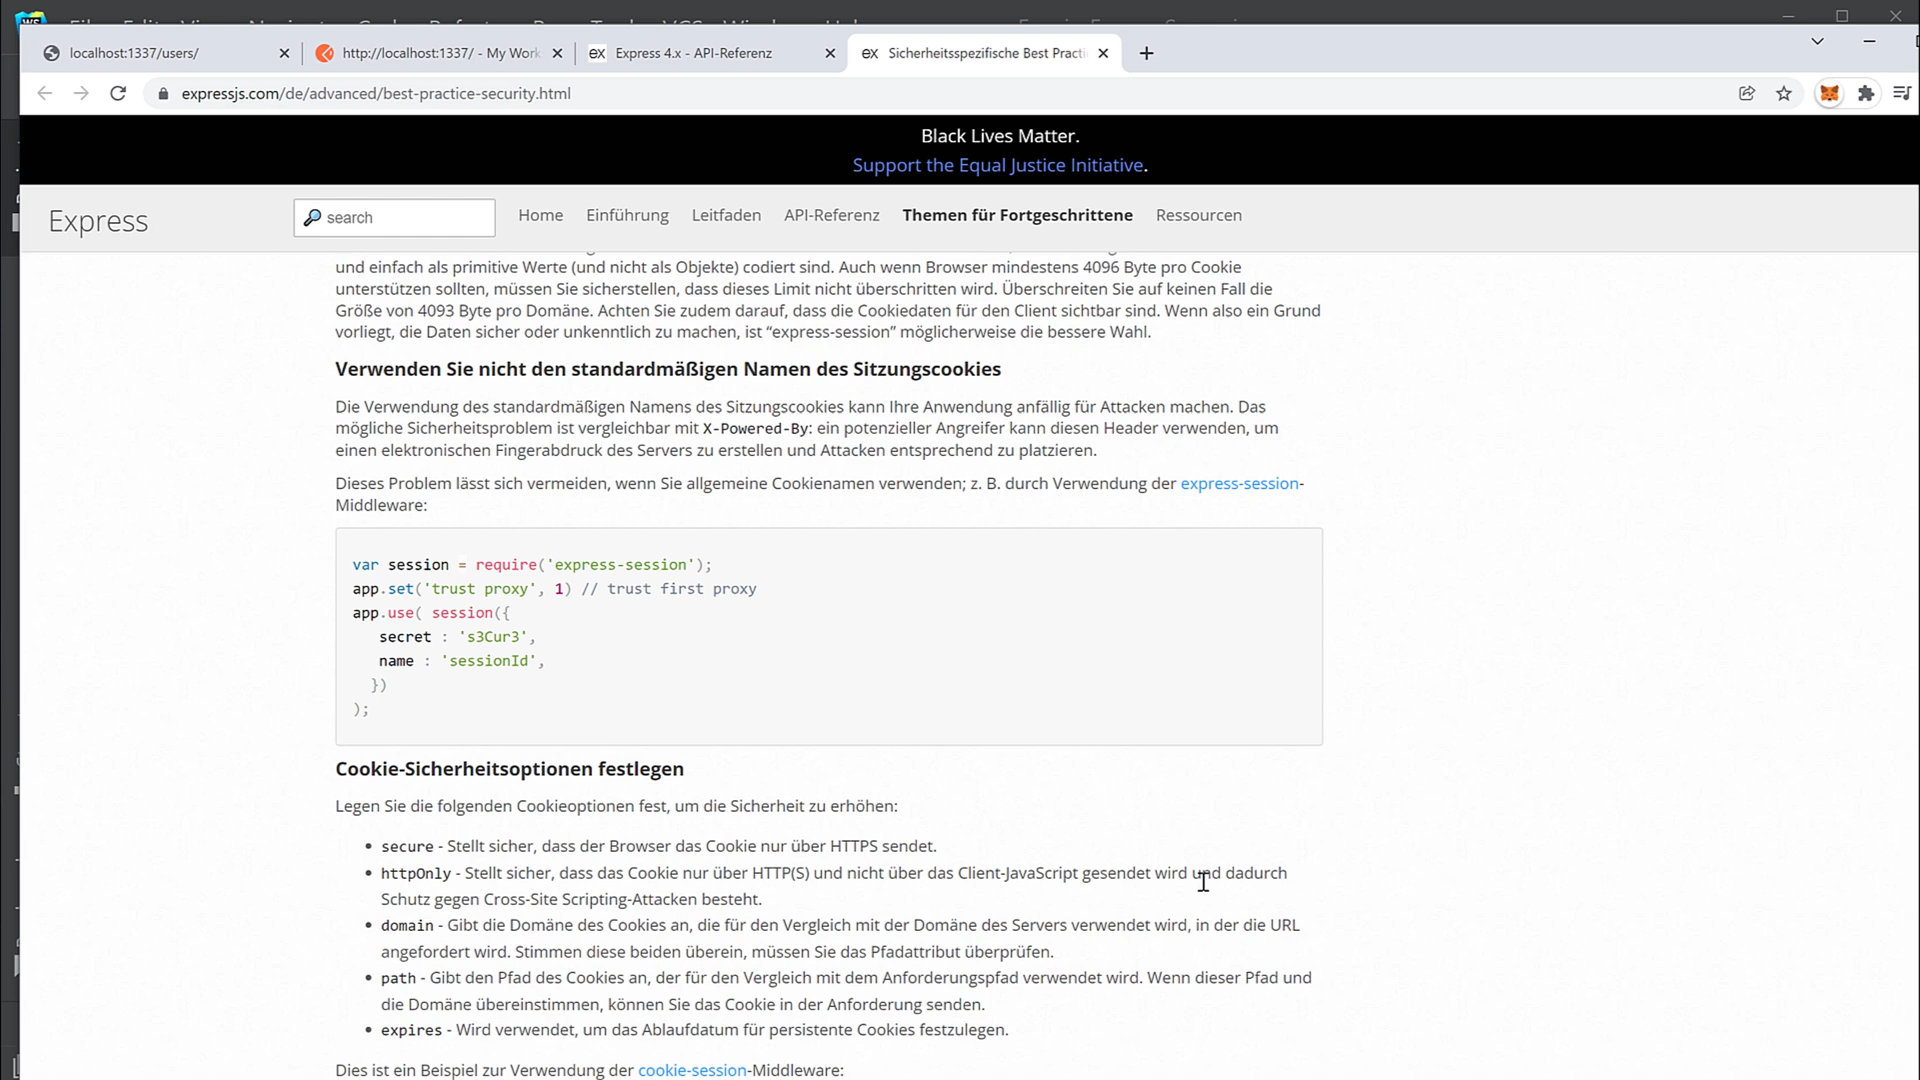 WS
localhost:1337/users/
http://localhost:1337/ - My Work
ex Express 4.x - API-Referenz
ex Sicherheitsspezifische Best Practi
expressjs.com/de/advanced/best-practice-security.html
Black Lives Matter.
Support the Equal Justice Initiative.
Express
search
Home Einführung Leitfaden API-Referenz Themen für Fortgeschrittene Ressourcen
und einfach als primitive Werte (und nicht als Objekte) codiert sind. Auch wenn Browser mindestens 4096 Byte pro Cookie
unterstützen sollten, müssen Sie sicherstellen, dass dieses Limit nicht überschritten wird. Überschreiten Sie auf keinen Fall die
Größe von 4093 Byte pro Domäne. Achten Sie zudem darauf, dass die Cookiedaten für den Client sichtbar sind. Wenn also ein Grund
vorliegt, die Daten sicher oder unkenntlich zu machen, ist “express-session” möglicherweise die bessere Wahl.
Verwenden Sie nicht den standardmäßigen Namen des Sitzungscookies
Die Verwendung des standardmäßigen Namens des Sitzungscookies kann Ihre Anwendung anfällig für Attacken machen. Das
mögliche Sicherheitsproblem ist vergleichbar mit X-Powered-By: ein potenzieller Angreifer kann diesen Header verwenden, um
einen elektronischen Fingerabdruck des Servers zu erstellen und Attacken entsprechend zu platzieren.
Dieses Problem lässt sich vermeiden, wenn Sie allgemeine Cookienamen verwenden; z. B. durch Verwendung der express-session-
Middleware:
var session = require('express-session');
app.set('trust proxy', 1) // trust first proxy
app.use( session({
secret : 's3Cur3',
name : 'sessionId',
})
);
Cookie-Sicherheitsoptionen festlegen
Legen Sie die folgenden Cookieoptionen fest, um die Sicherheit zu erhöhen:
• secure - Stellt sicher, dass der Browser das Cookie nur über HTTPS sendet.
• httpOnly - Stellt sicher, dass das Cookie nur über HTTP(S) und nicht über das Client-JavaScript gesendet wird und dadurch
Schutz gegen Cross-Site Scripting-Attacken besteht.
• domain - Gibt die Domäne des Cookies an, die für den Vergleich mit der Domäne des Servers verwendet wird, in der die URL
angefordert wird. Stimmen diese beiden überein, müssen Sie das Pfadattribut überprüfen.
• path - Gibt den Pfad des Cookies an, der für den Vergleich mit dem Anforderungspfad verwendet wird. Wenn dieser Pfad und
die Domäne übereinstimmen, können Sie das Cookie in der Anforderung senden.
• expires - Wird verwendet, um das Ablaufdatum für persistente Cookies festzulegen.
Dies ist ein Beispiel zur Verwendung der cookie-session-Middleware: